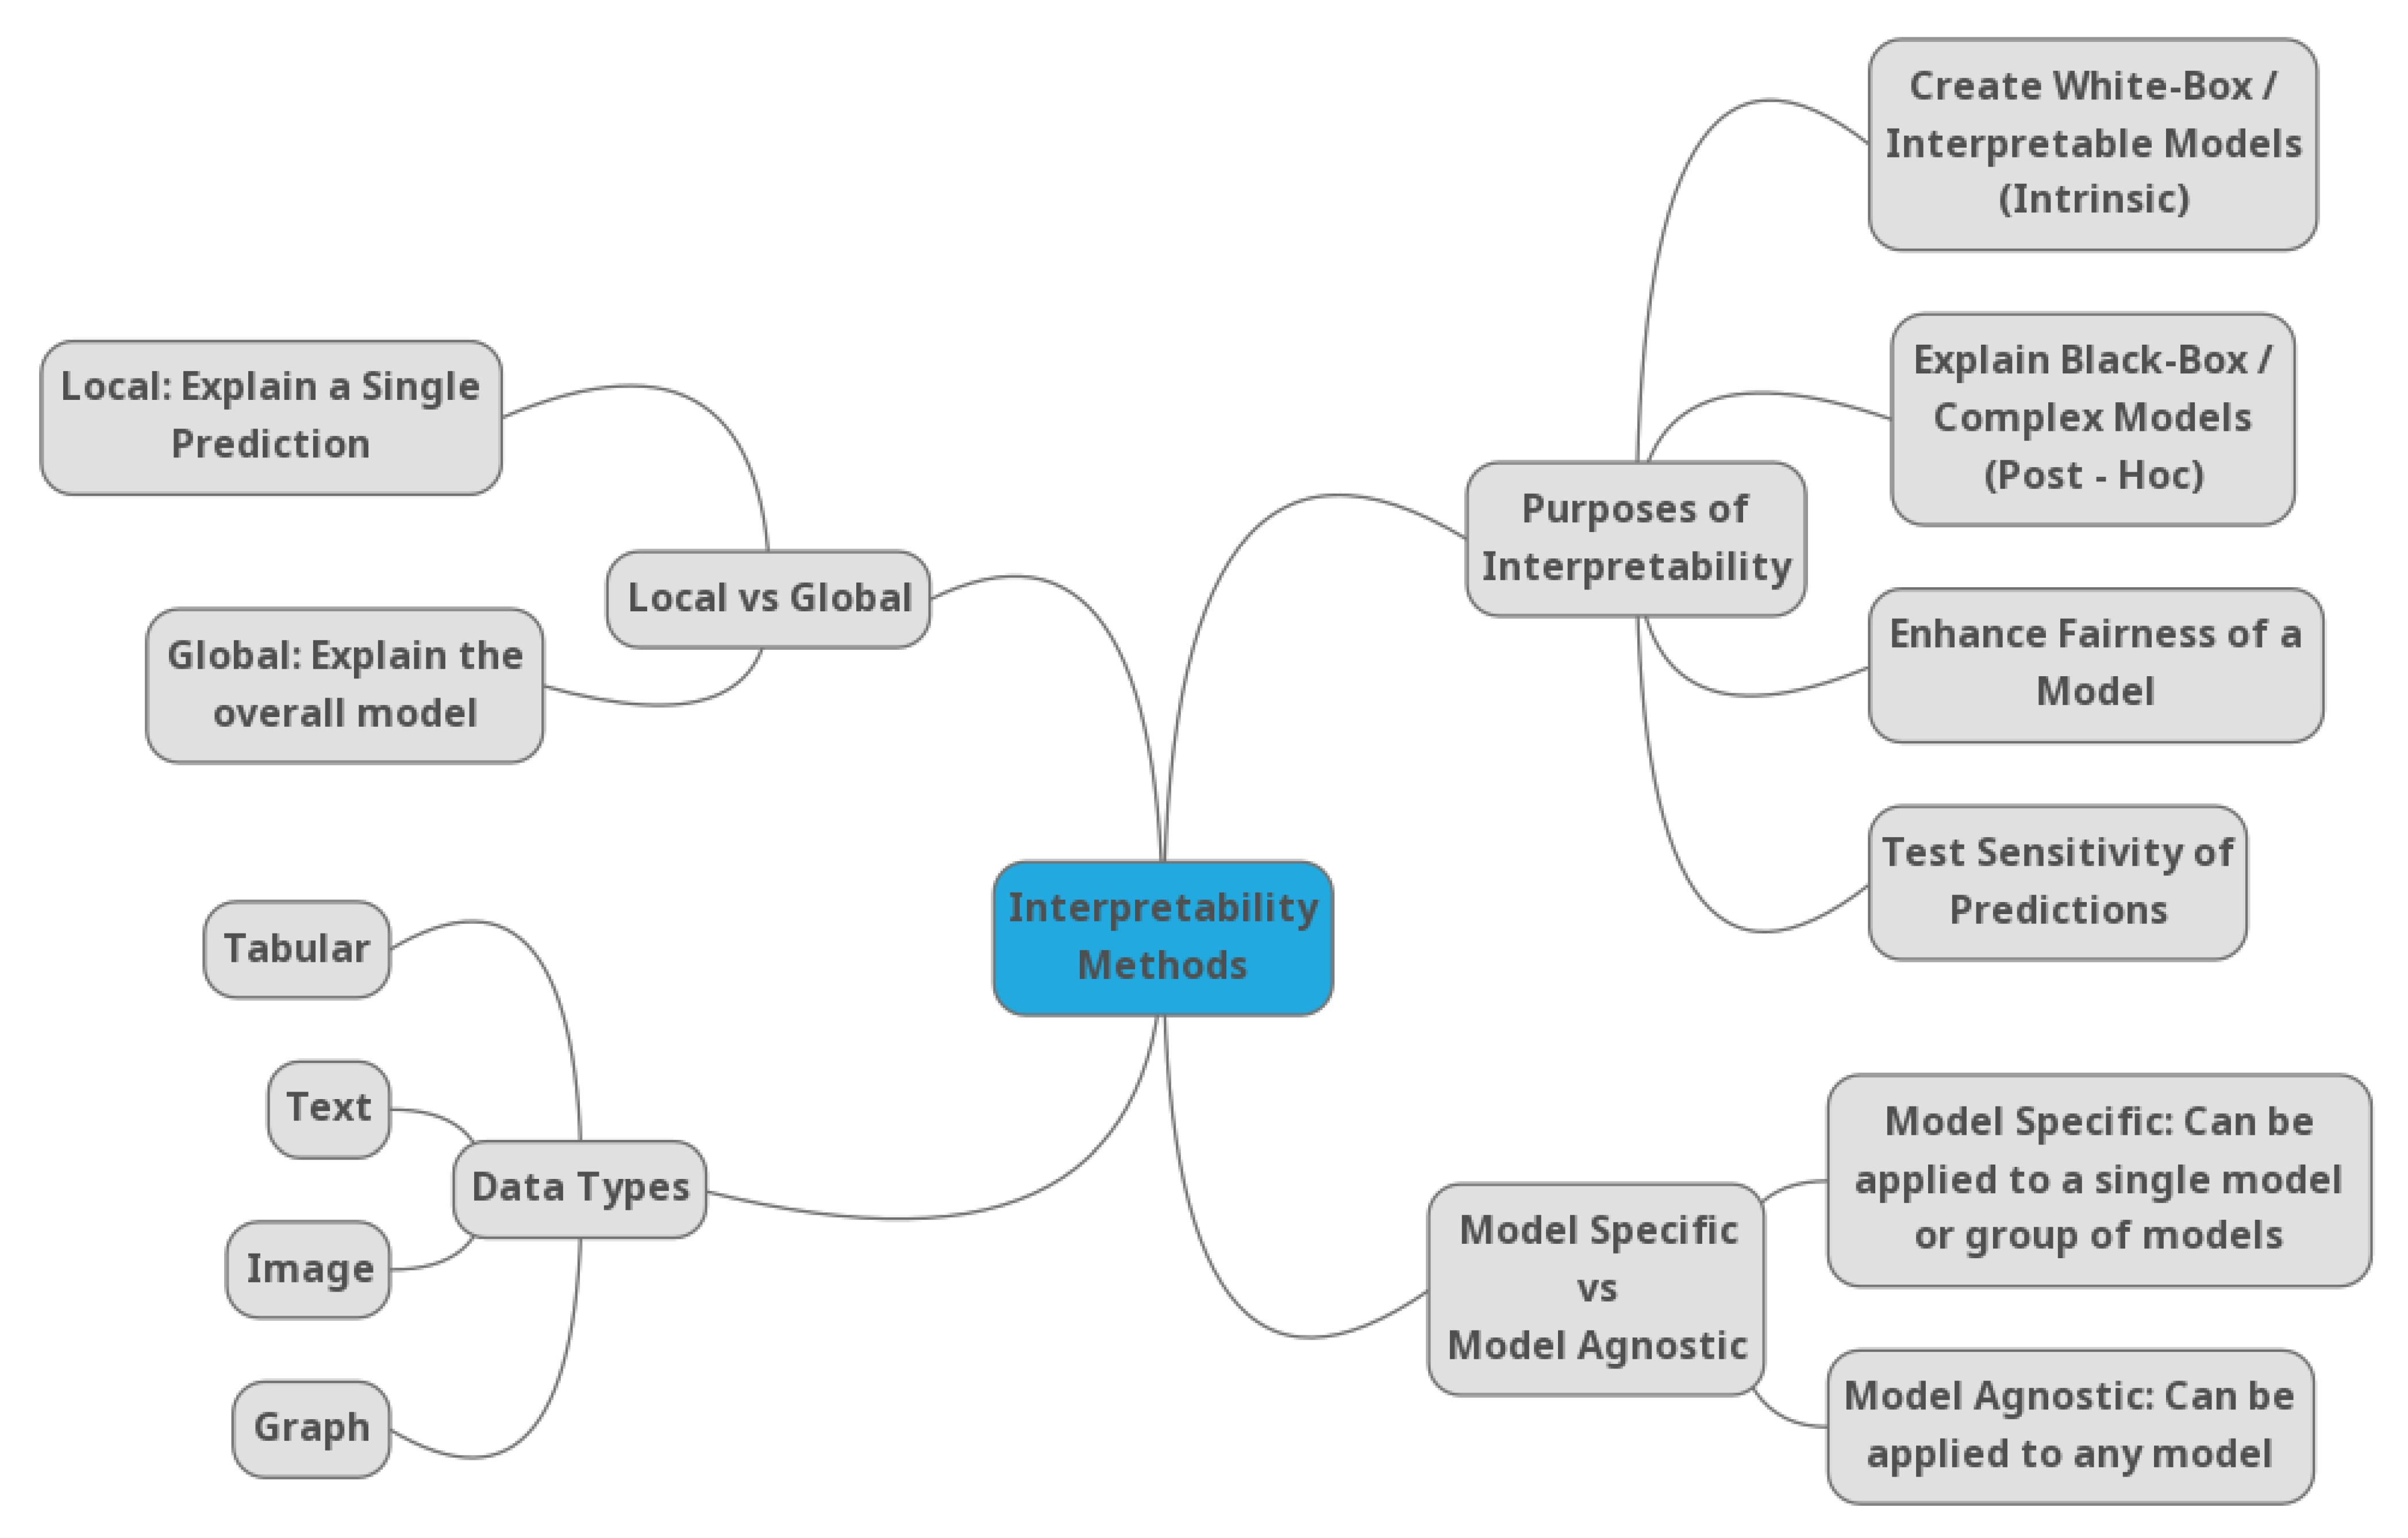 Interpretability
Methods
Purposes of
Interpretability
Create White-Box /
Interpretable Models
(Intrinsic)
Explain Black-Box /
Complex Models
(Post - Hoc)
Enhance Fairness of a
Model
Test Sensitivity of
Predictions
Model Specific
vs
Model Agnostic
Model Specific: Can be
applied to a single model
or group of models
Model Agnostic: Can be
applied to any model
Local vs Global
Local: Explain a Single
Prediction
Global: Explain the
overall model
Data Types
Tabular
Text
Image
Graph